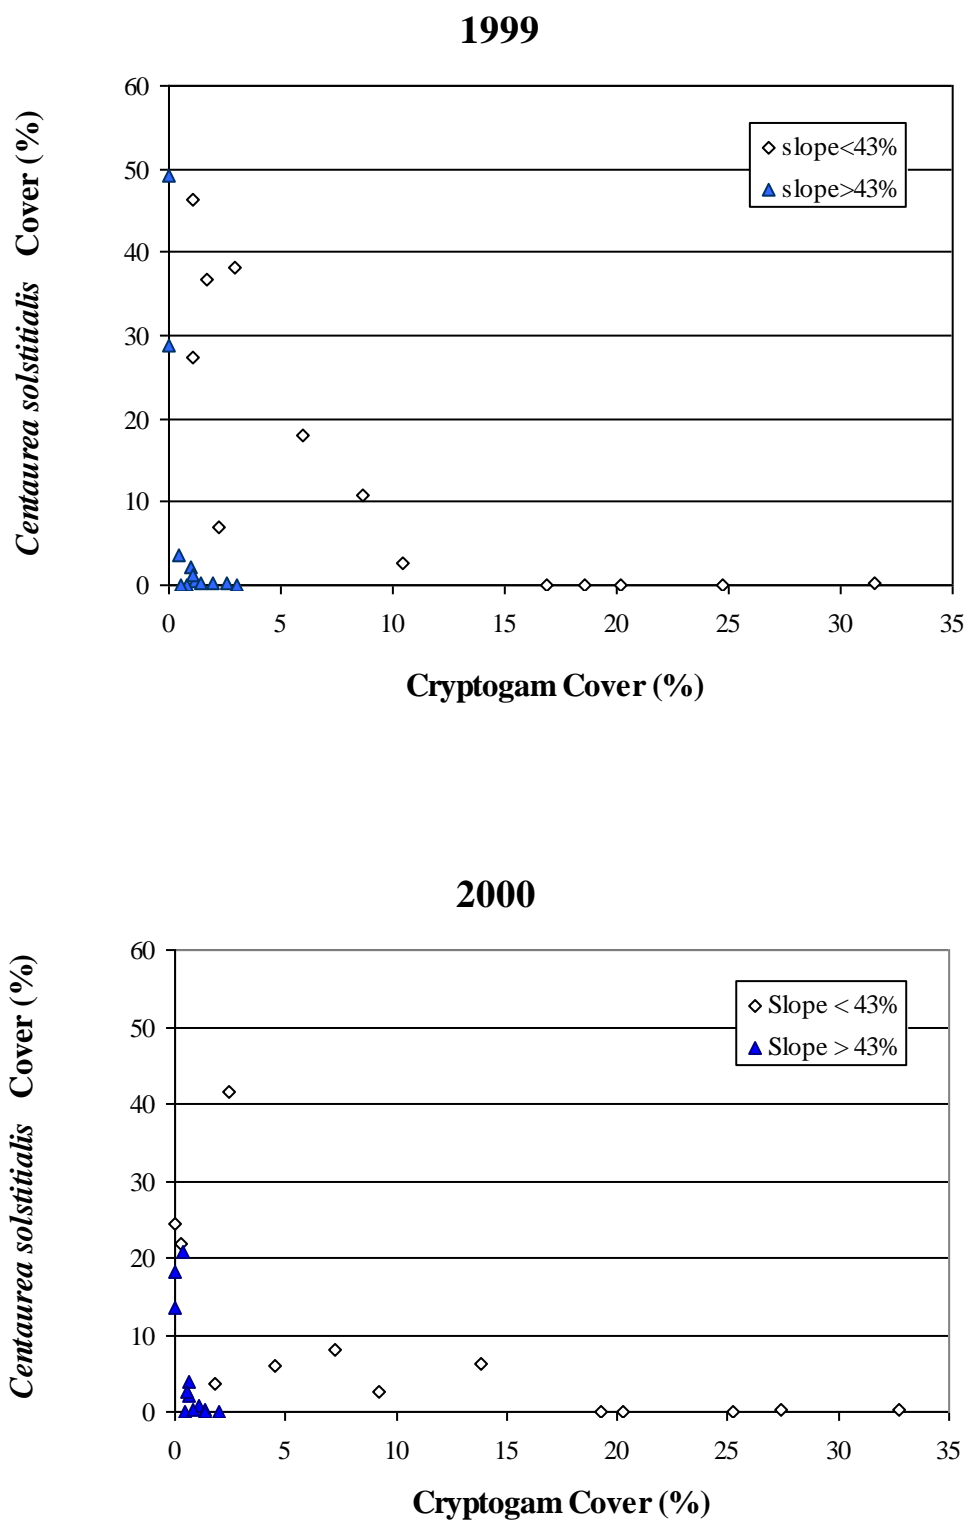 1999
Centaurea solstitialis Cover (%)
60
50
40
30
20
10
0
slope<43%
slope>43%
0 5 10 15 20 25 30 35
Cryptogam Cover (%)
2000
Centaurea solstitialis Cover (%)
60
50
40
30
20
10
0
Slope < 43%
Slope > 43%
0 5 10 15 20 25 30 35
Cryptogam Cover (%)